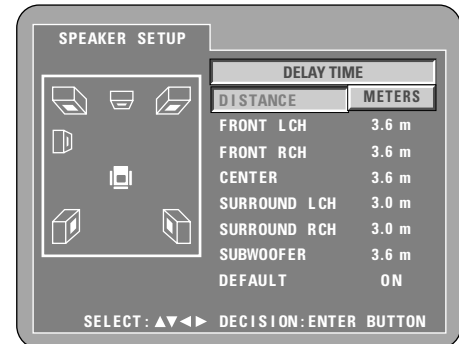 SPEAKER SETUP
DELAY TIME
DISTANCE METERS
FRONT LCH 3.6 m
FRONT RCH 3.6 m
CENTER 3.6 m
SURROUND LCH 3.0 m
SURROUND RCH 3.0 m
SUBWOOFER 3.6 m
DEFAULT ON
SELECT:▲▼◀▶ DECISION:ENTER BUTTON